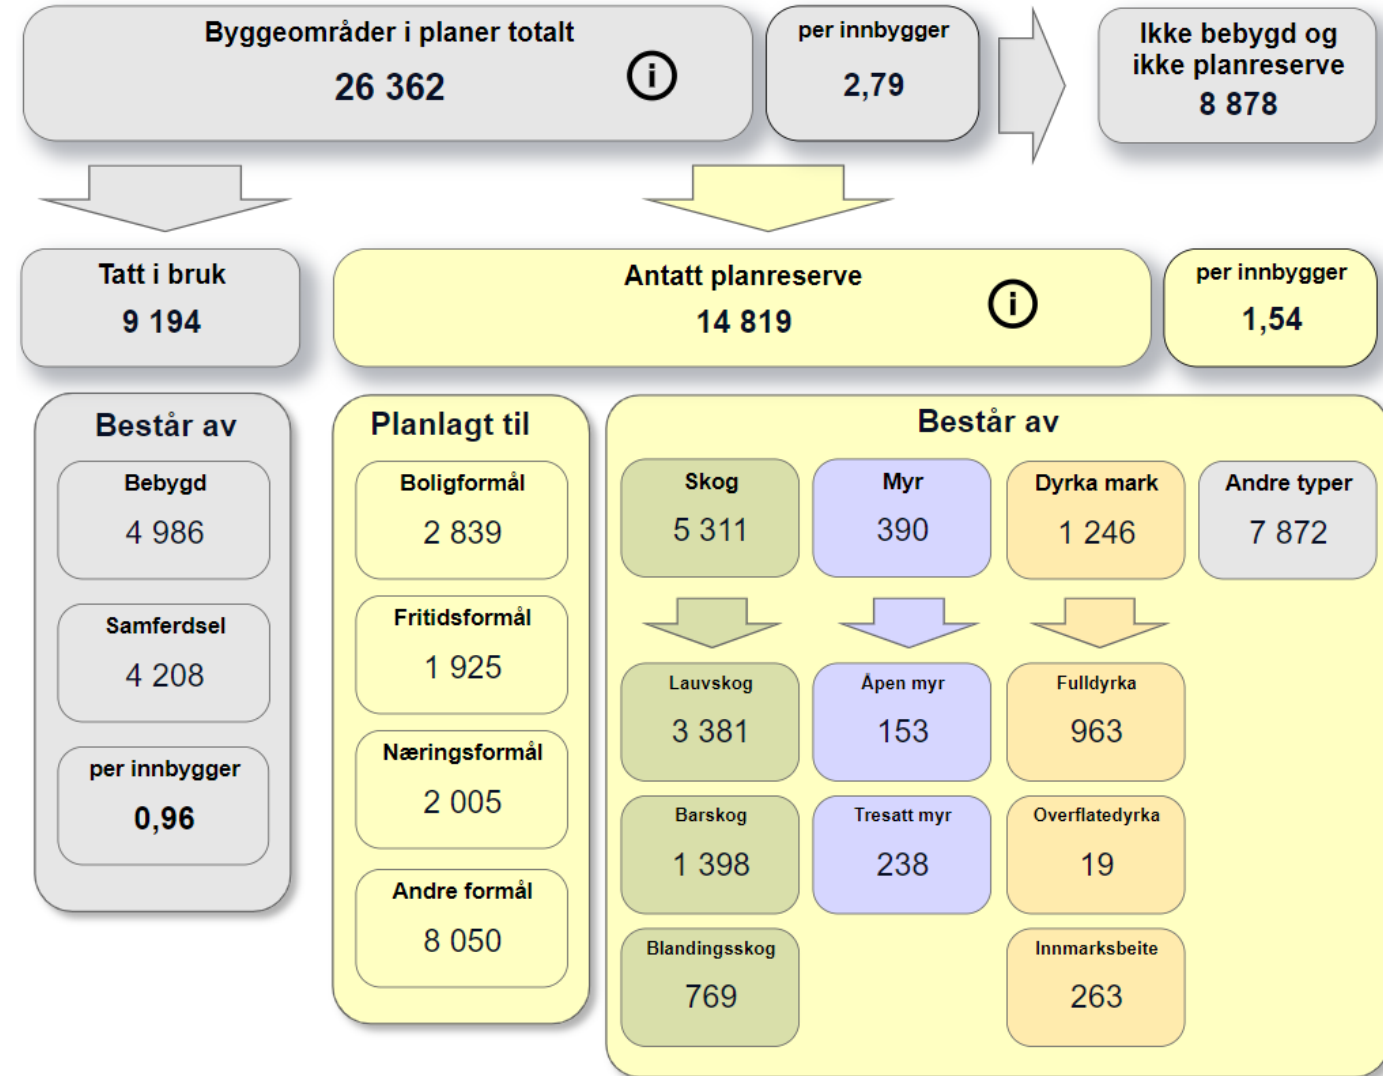 Byggeområder i planer totalt
26 362
i
per innbygger
2,79
Ikke bebygd og
ikke planreserve
8 878
Tatt i bruk
9 194
Antatt planreserve
14 819
i
per innbygger
1,54
Består av
Bebygd
4 986
Samferdsel
4 208
per innbygger
0,96
Planlagt til
Boligformål
2 839
Fritidsformål
1 925
Næringsformål
2 005
Andre formål
8 050
Består av
Skog
5 311
Myr
390
Dyrka mark
1 246
Andre typer
7 872
Lauvskog
3 381
Åpen myr
153
Fulldyrka
963
Barskog
1 398
Tresatt myr
238
Overflatedyrka
19
Blandingsskog
769
Innmarksbeite
263